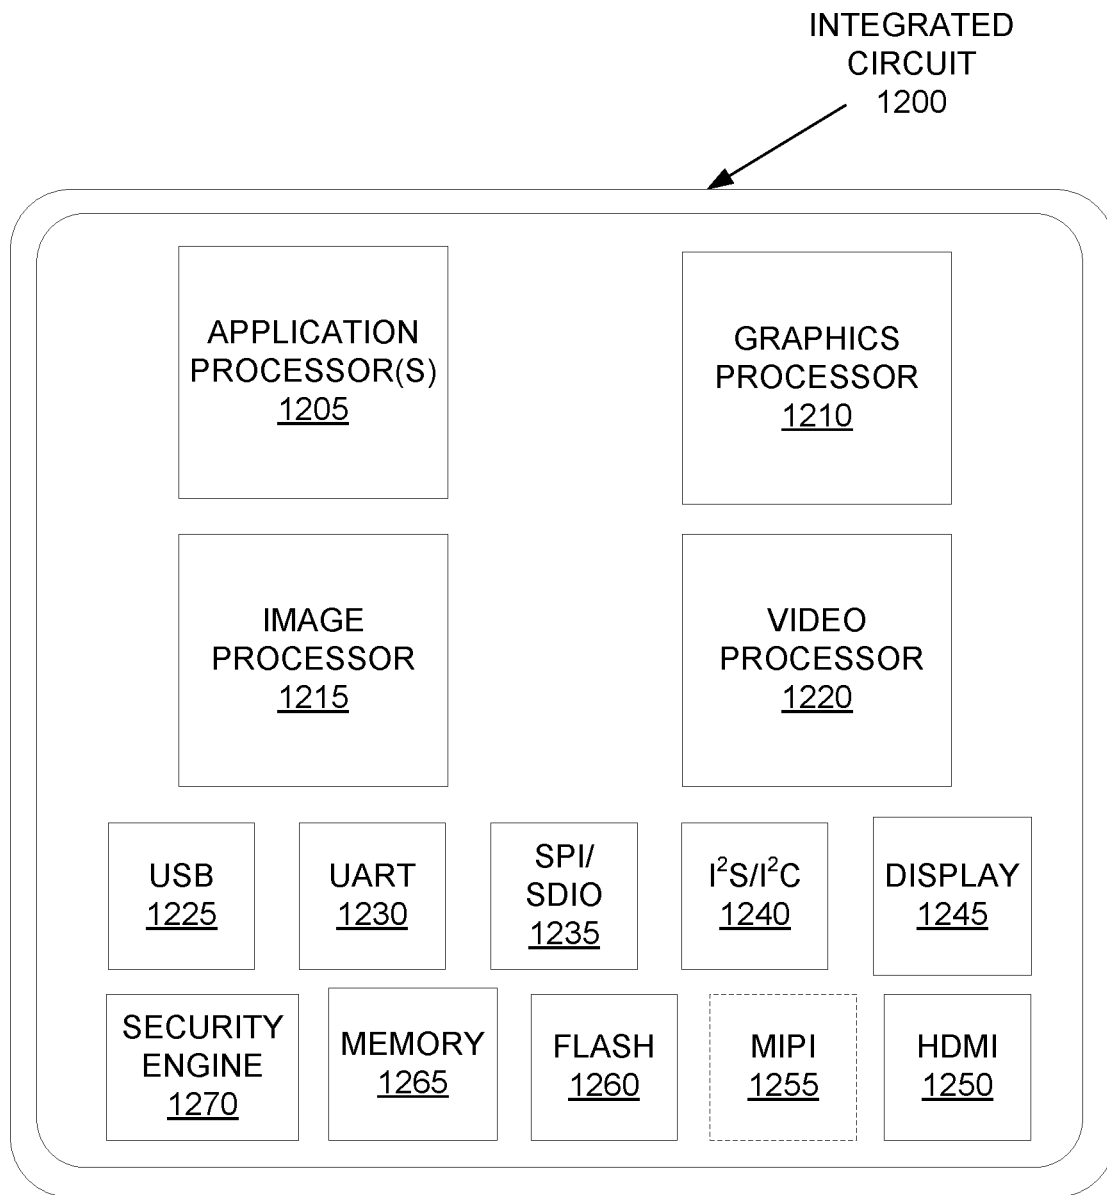 INTEGRATED
CIRCUIT
1200
APPLICATION
PROCESSOR(S)
1205
GRAPHICS
PROCESSOR
1210
IMAGE
PROCESSOR
1215
VIDEO
PROCESSOR
1220
USB
1225
UART
1230
SPI/
SDIO
1235
I²S/I²C
1240
DISPLAY
1245
SECURITY
ENGINE
1270
MEMORY
1265
FLASH
1260
MIPI
1255
HDMI
1250